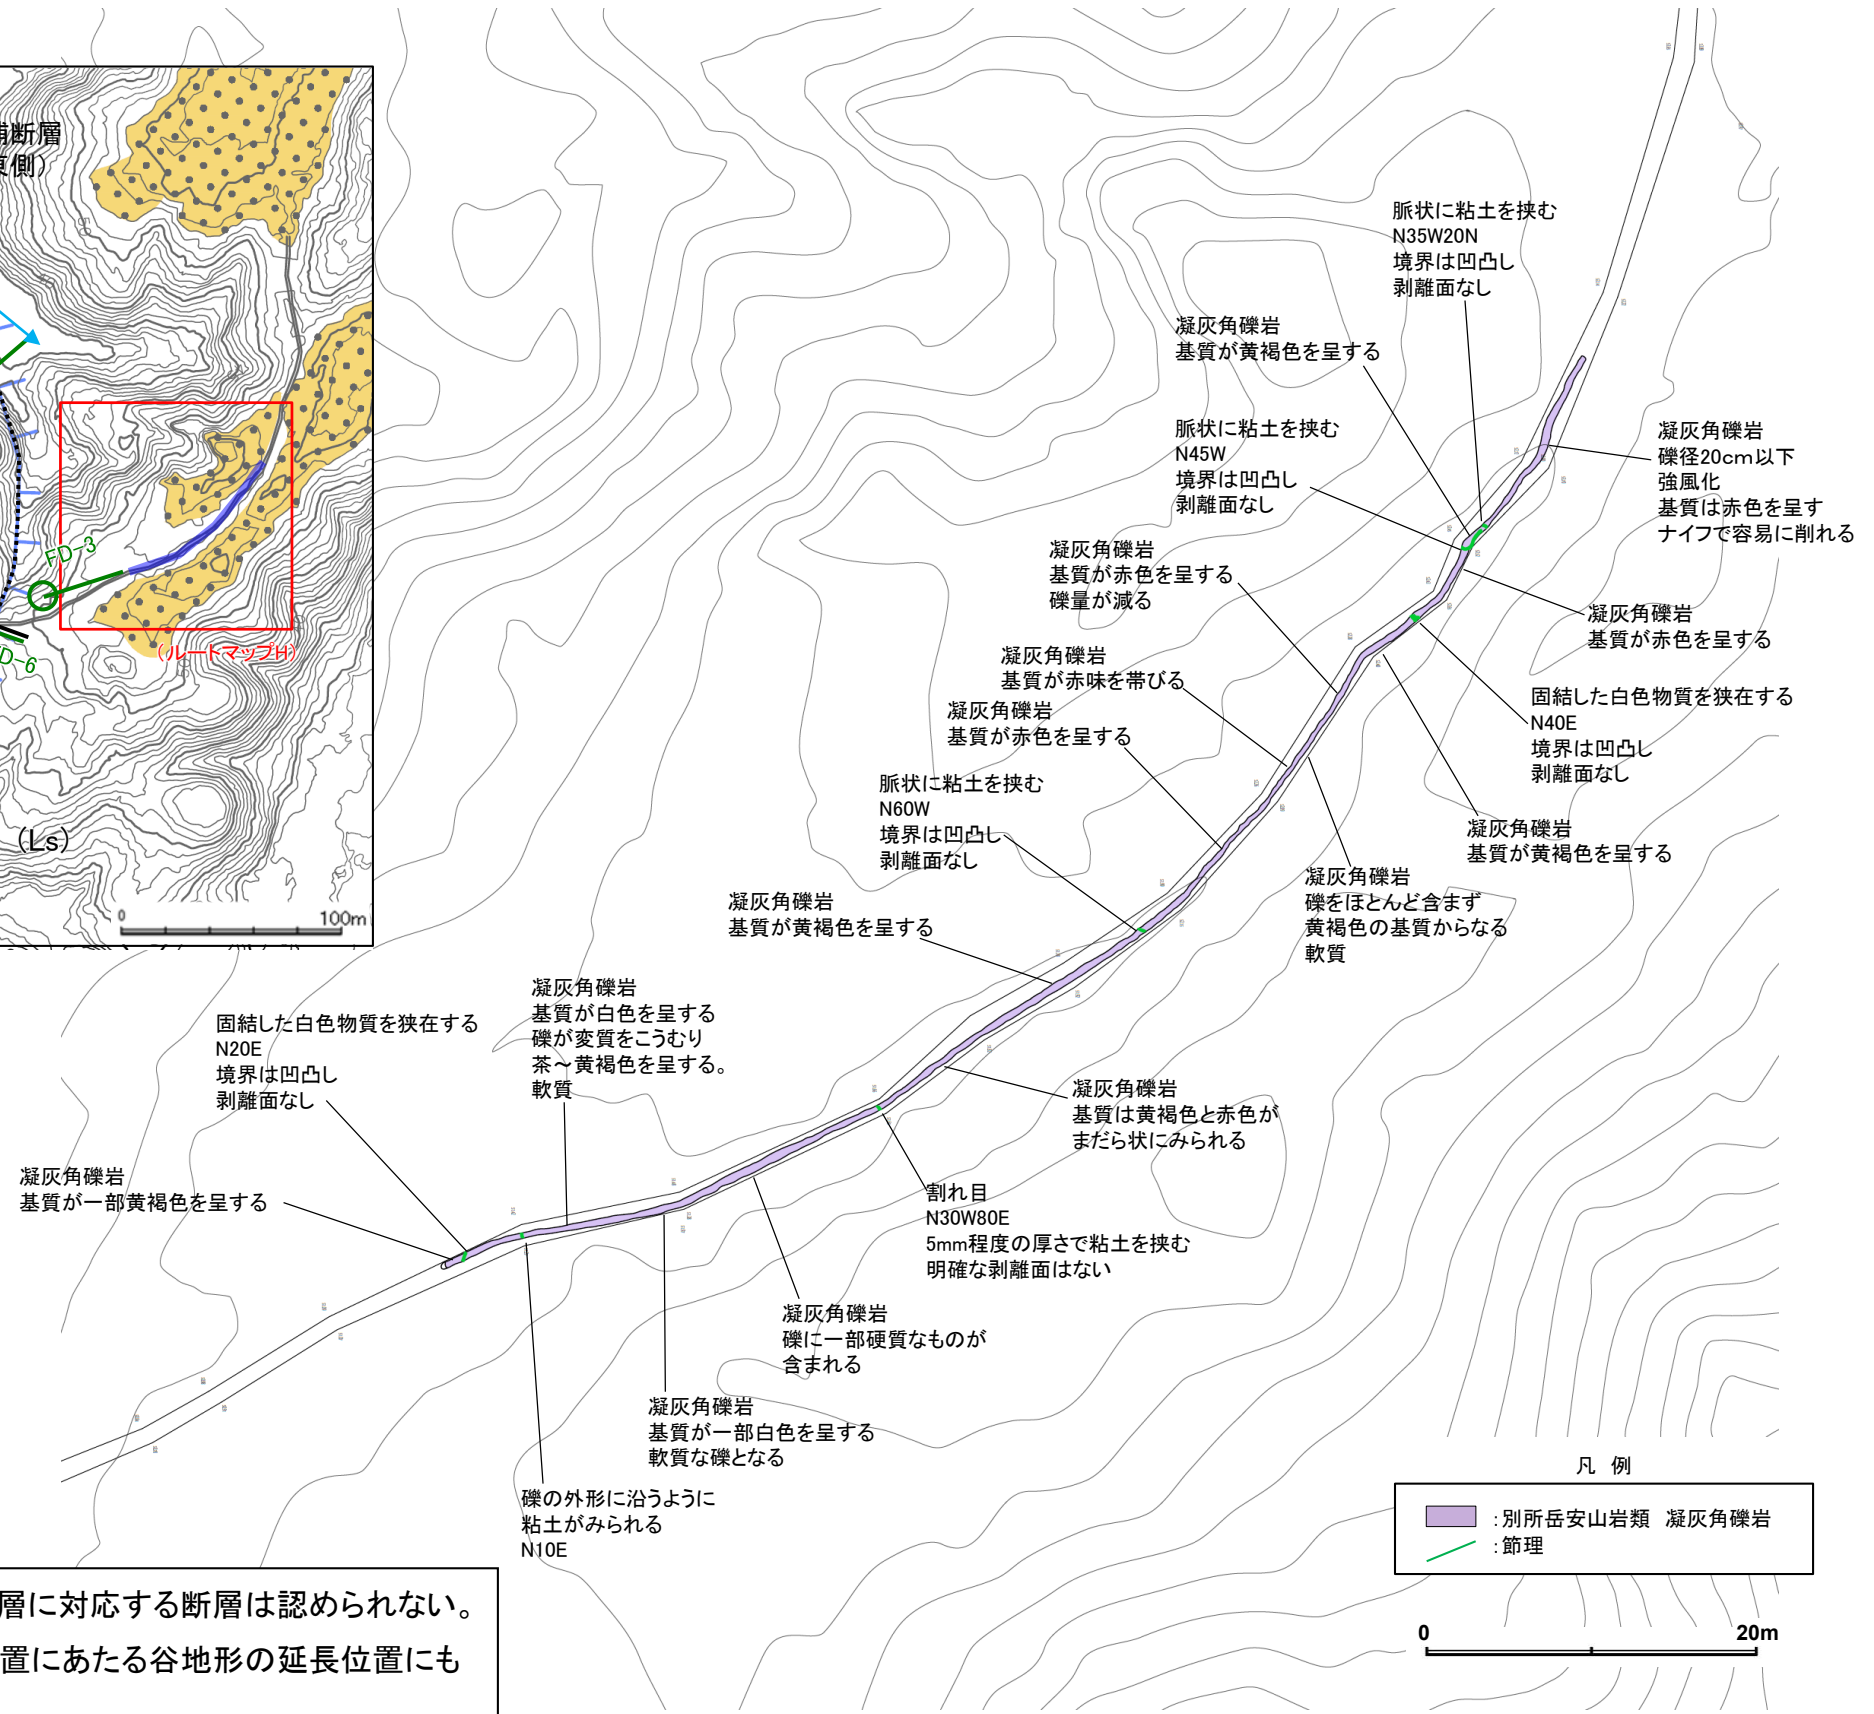 断層
側）
FD-3
D-6
（ルートマップH）
（Ls）
0
100m
脈状に粘土を挟む
N35W20N
境界は凹凸し
剥離面なし
凝灰角礫岩
基質が黄褐色を呈する
脈状に粘土を挟む
N45W
境界は凹凸し
剥離面なし
凝灰角礫岩
礫径20cm以下
強風化
基質は赤色を呈す
ナイフで容易に削れる
凝灰角礫岩
基質が赤色を呈する
礫量が減る
凝灰角礫岩
基質が赤色を呈する
凝灰角礫岩
基質が赤味を帯びる
固結した白色物質を狭在する
N40E
境界は凹凸し
剥離面なし
凝灰角礫岩
基質が赤色を呈する
脈状に粘土を挟む
N60W
境界は凹凸し
剥離面なし
凝灰角礫岩
基質が黄褐色を呈する
凝灰角礫岩
礫をほとんど含まず
黄褐色の基質からなる
軟質
凝灰角礫岩
基質が黄褐色を呈する
凝灰角礫岩
基質が白色を呈する
礫が変質をこうむり
茶～黄褐色を呈する。
軟質
固結した白色物質を狭在する
N20E
境界は凹凸し
剥離面なし
凝灰角礫岩
基質は黄褐色と赤色が
まだら状にみられる
凝灰角礫岩
基質が一部黄褐色を呈する
割れ目
N30W80E
5mm程度の厚さで粘土を挟む
明確な剥離面はない
凝灰角礫岩
礫に一部硬質なものが
含まれる
凝灰角礫岩
基質が一部白色を呈する
軟質な礫となる
礫の外形に沿うように
粘土がみられる
N10E
凡 例
：別所岳安山岩類 凝灰角礫岩
：節理
0
20m
層に対応する断層は認められない。
置にあたる谷地形の延長位置にも